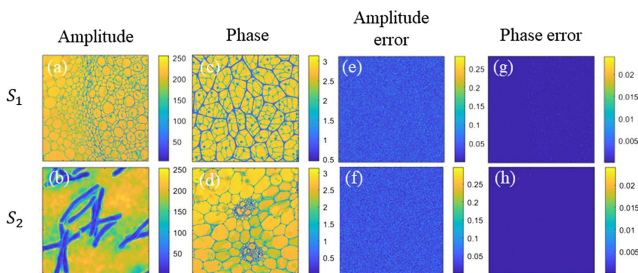 Amplitude
Phase
Amplitude
error
Phase error
S₁
(a)
250
200
150
100
50
(c)
3
2.5
2
1.5
1
0.5
(e)
0.25
0.2
0.15
0.1
0.05
(g)
0.02
0.015
0.01
0.005
S₂
(b)
250
200
150
100
50
(d)
3
2.5
2
1.5
1
0.5
(f)
0.25
0.2
0.15
0.1
0.05
(h)
0.02
0.015
0.01
0.005